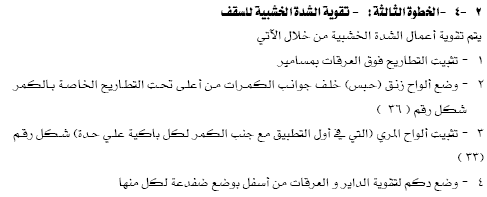 ٢ - ٤ - الخطوة الثالثة: - تقوية الشدة الخشبية للسقف
يتم تقوية أعمال الشدة الخشبية من خلال الآتي
١ - تثبيت التطاريح فوق العرقات بمسامير
٢ - وضع ألواح زنق (حبس) خلف جوانب الكمرات من أعلى تحت التطاريح الخاصة بالكمر
شكل رقم ( ٣٦ )
٣ - تثبيت ألواح المري (التي في أول التطبيق مع جنب الكمر لكل باكية علي حدة) شكل رقم
(٣٣)
٤ - وضع دكم لتقوية الداير و العرقات من أسفل بوضع ضفدعة لكل منها